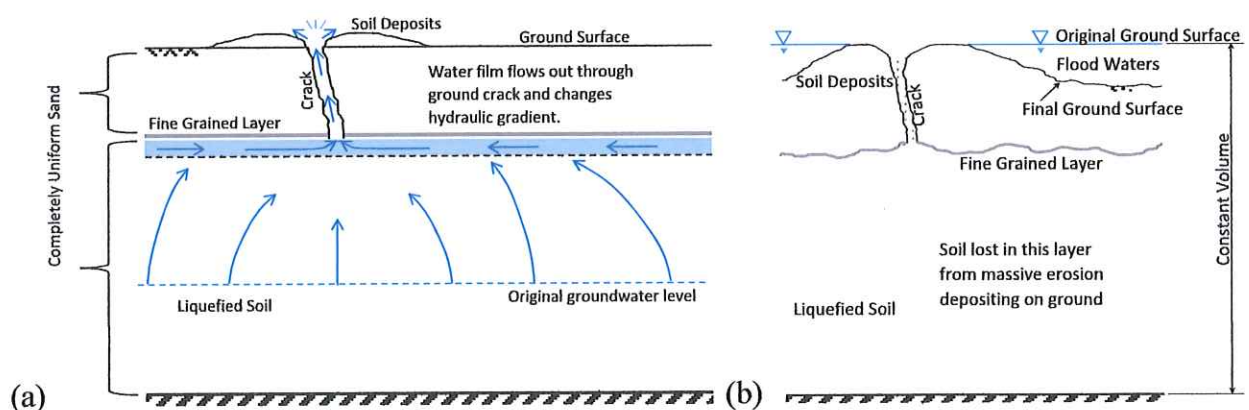 Soil Deposits
Ground Surface
Crack
Water film flows out through
ground crack and changes
hydraulic gradient.
Fine Grained Layer
Completely Uniform Sand
Liquefied Soil
Original groundwater level
(a)
Original Ground Surface
Soil Deposits
Crack
Flood Waters
Final Ground Surface
Fine Grained Layer
Constant Volume
Soil lost in this layer
from massive erosion
depositing on ground
Liquefied Soil
(b)